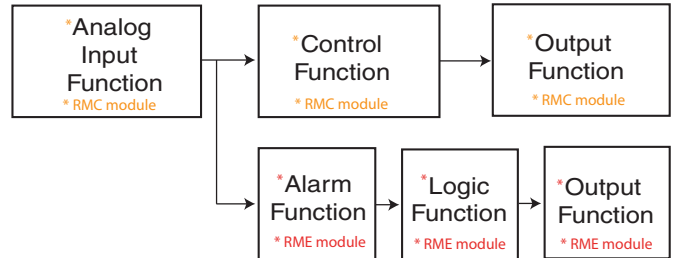 *Analog
Input
Function
* RMC module
*Control
Function
* RMC module
*Output
Function
* RMC module
*Alarm
Function
* RME module
*Logic
Function
* RME module
*Output
Function
* RME module